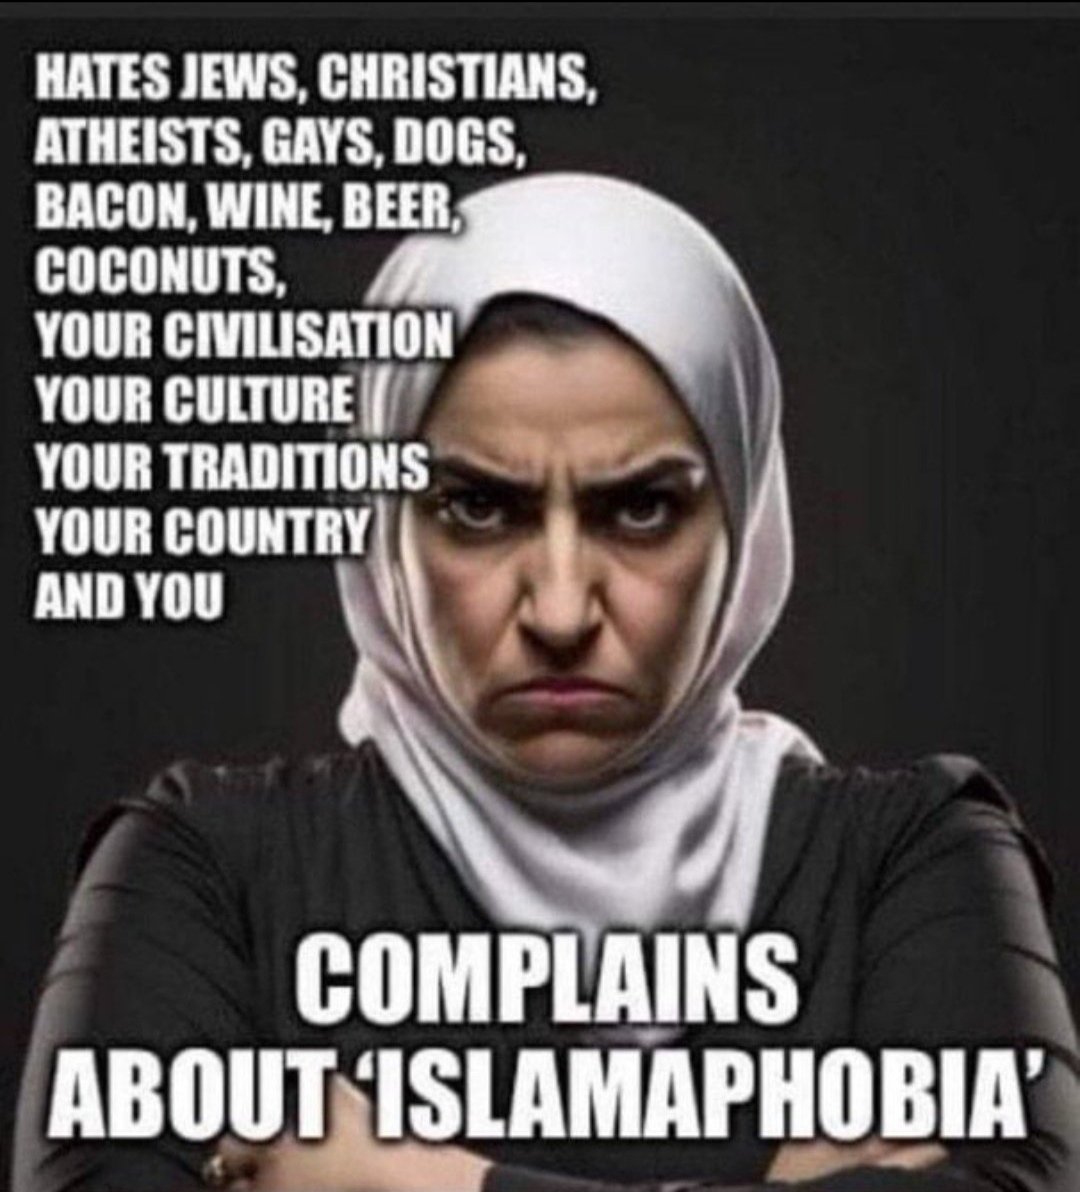 HATES JEWS, CHRISTIANS,
ATHEISTS, GAYS, DOGS,
BACON, WINE, BEER,
COCONUTS,
YOUR CIVILISATION
YOUR CULTURE
YOUR TRADITIONS
YOUR COUNTRY
AND YOU
COMPLAINS
ABOUT 'ISLAMAPHOBIA'